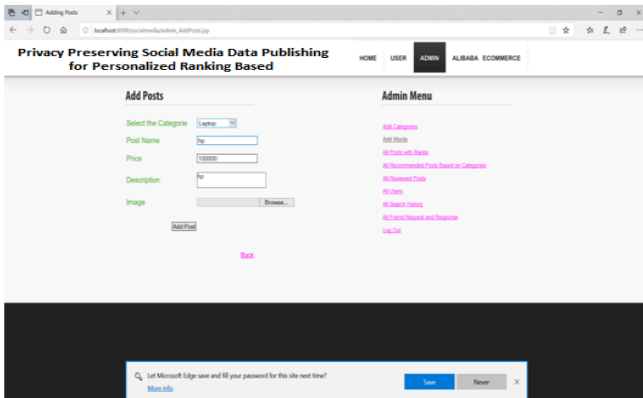 Adding Posts
localhost:8090/socialmedia/admin_AddPosts.jsp
Privacy Preserving Social Media Data Publishing
for Personalized Ranking Based
HOME USER ADMIN ALIBABA ECOMMERCE
Add Posts
Select the Categorie Laptop
Post Name hp
Price 100000
Description hp
Image Browse...
Add Post
Back
Admin Menu
Add Categories
Add Words
All Posts with Ranks
All Recommended Posts Based on Categories
All Reviewed Posts
All Users
All Search History
All Friend Request and Response
Log Out
Let Microsoft Edge save and fill your password for this site next time?
More info
Save Never